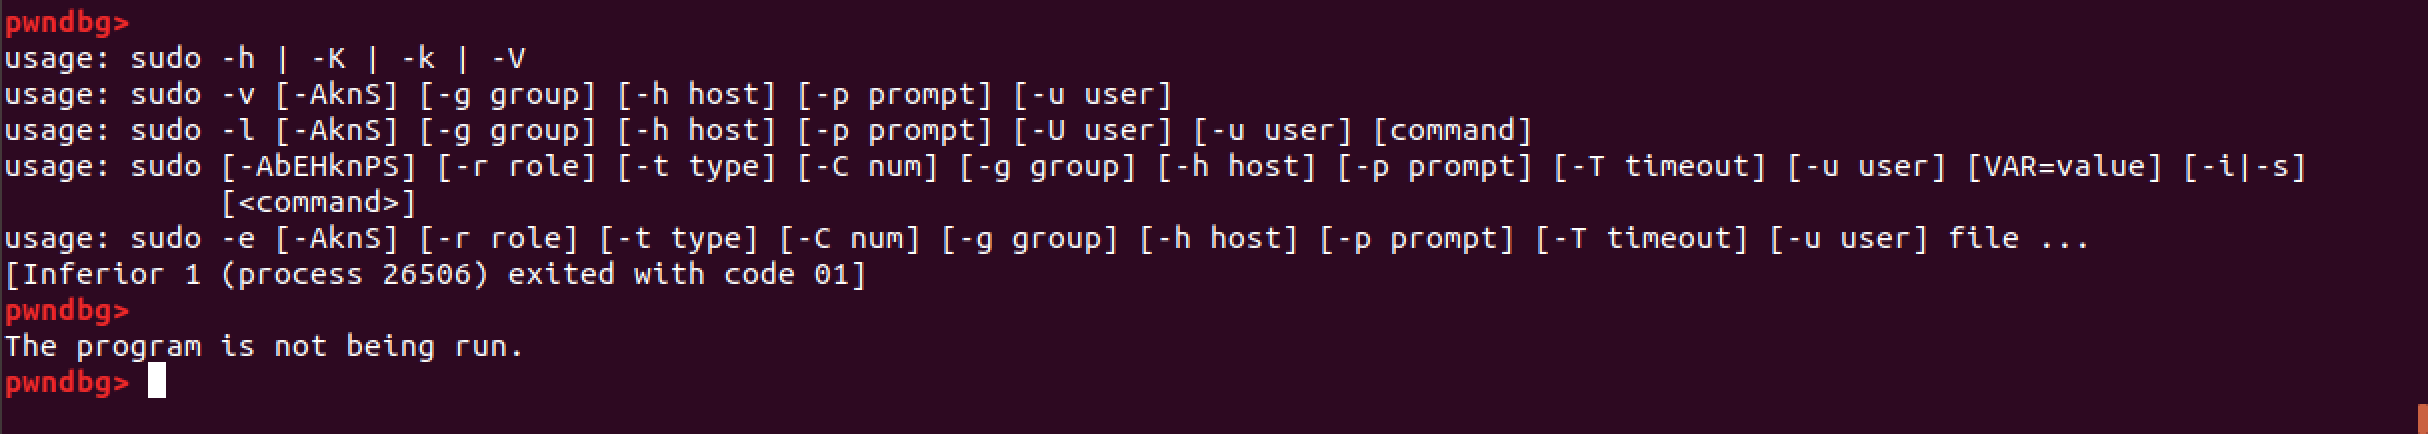 pwndbg>
usage: sudo -h | -K | -k | -V
usage: sudo -v [-AknS] [-g group] [-h host] [-p prompt] [-u user]
usage: sudo -l [-AknS] [-g group] [-h host] [-p prompt] [-U user] [-u user] [command]
usage: sudo [-AbEHknPS] [-r role] [-t type] [-C num] [-g group] [-h host] [-p prompt] [-T timeout] [-u user] [VAR=value] [-i|-s]
[<command>]
usage: sudo -e [-AknS] [-r role] [-t type] [-C num] [-g group] [-h host] [-p prompt] [-T timeout] [-u user] file ...
[Inferior 1 (process 26506) exited with code 01]
pwndbg>
The program is not being run.
pwndbg>